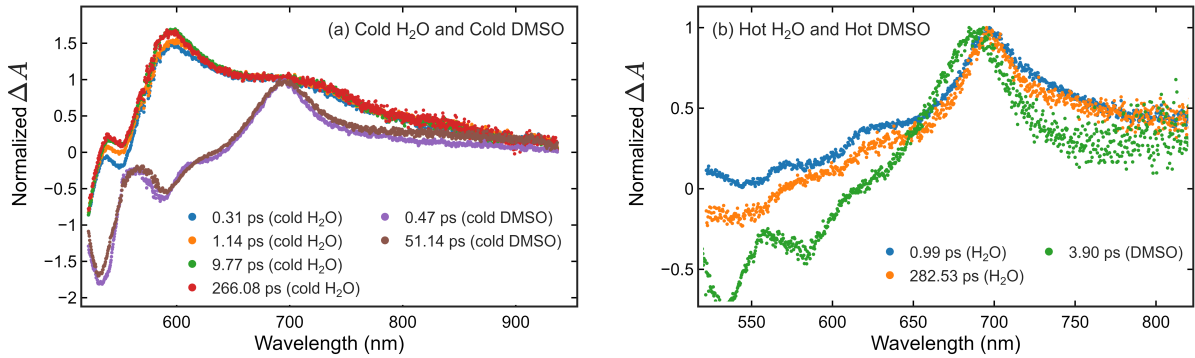 (a) Cold H₂O and Cold DMSO
Normalized ΔA
1.5
1
0.5
0
−0.5
−1
−1.5
−2
0.31 ps (cold H₂O)
1.14 ps (cold H₂O)
9.77 ps (cold H₂O)
266.08 ps (cold H₂O)
0.47 ps (cold DMSO)
51.14 ps (cold DMSO)
600 700 800 900
Wavelength (nm)
(b) Hot H₂O and Hot DMSO
Normalized ΔA
1
0.5
0
−0.5
0.99 ps (H₂O)
282.53 ps (H₂O)
3.90 ps (DMSO)
550 600 650 700 750 800
Wavelength (nm)